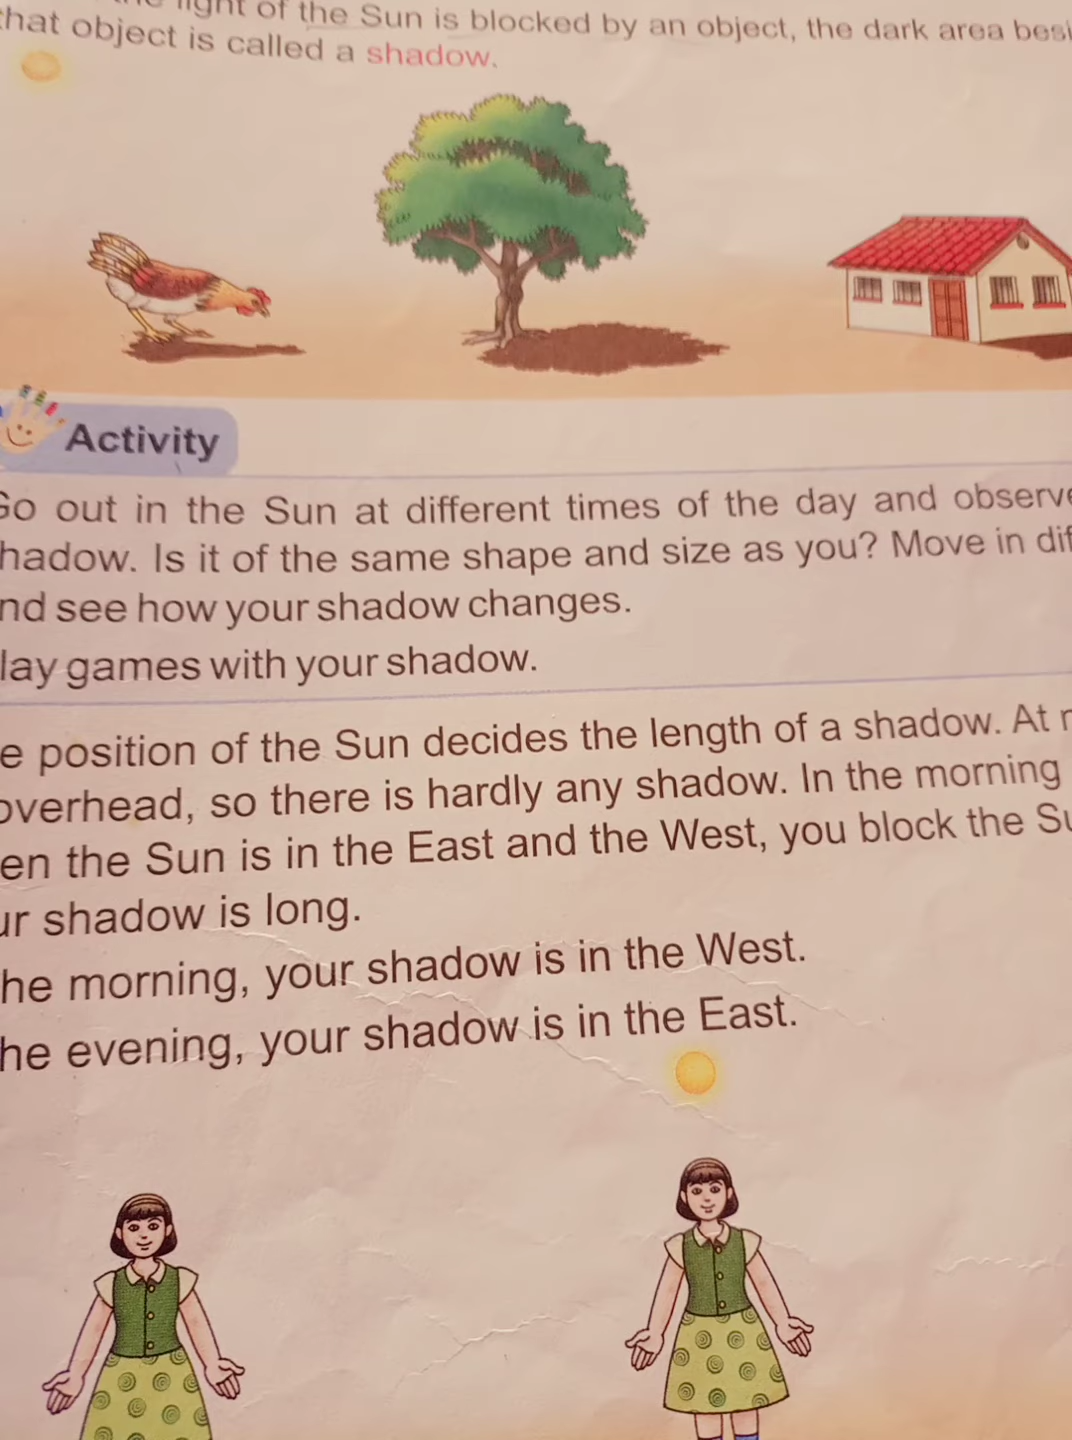 light of the Sun is blocked by an object, the dark area besi
that object is called a shadow.
Activity
Go out in the Sun at different times of the day and observe
hadow. Is it of the same shape and size as you? Move in dif
nd see how your shadow changes.
lay games with your shadow.
e position of the Sun decides the length of a shadow. At n
overhead, so there is hardly any shadow. In the morning
en the Sun is in the East and the West, you block the Su
ur shadow is long.
he morning, your shadow is in the West.
he evening, your shadow is in the East.